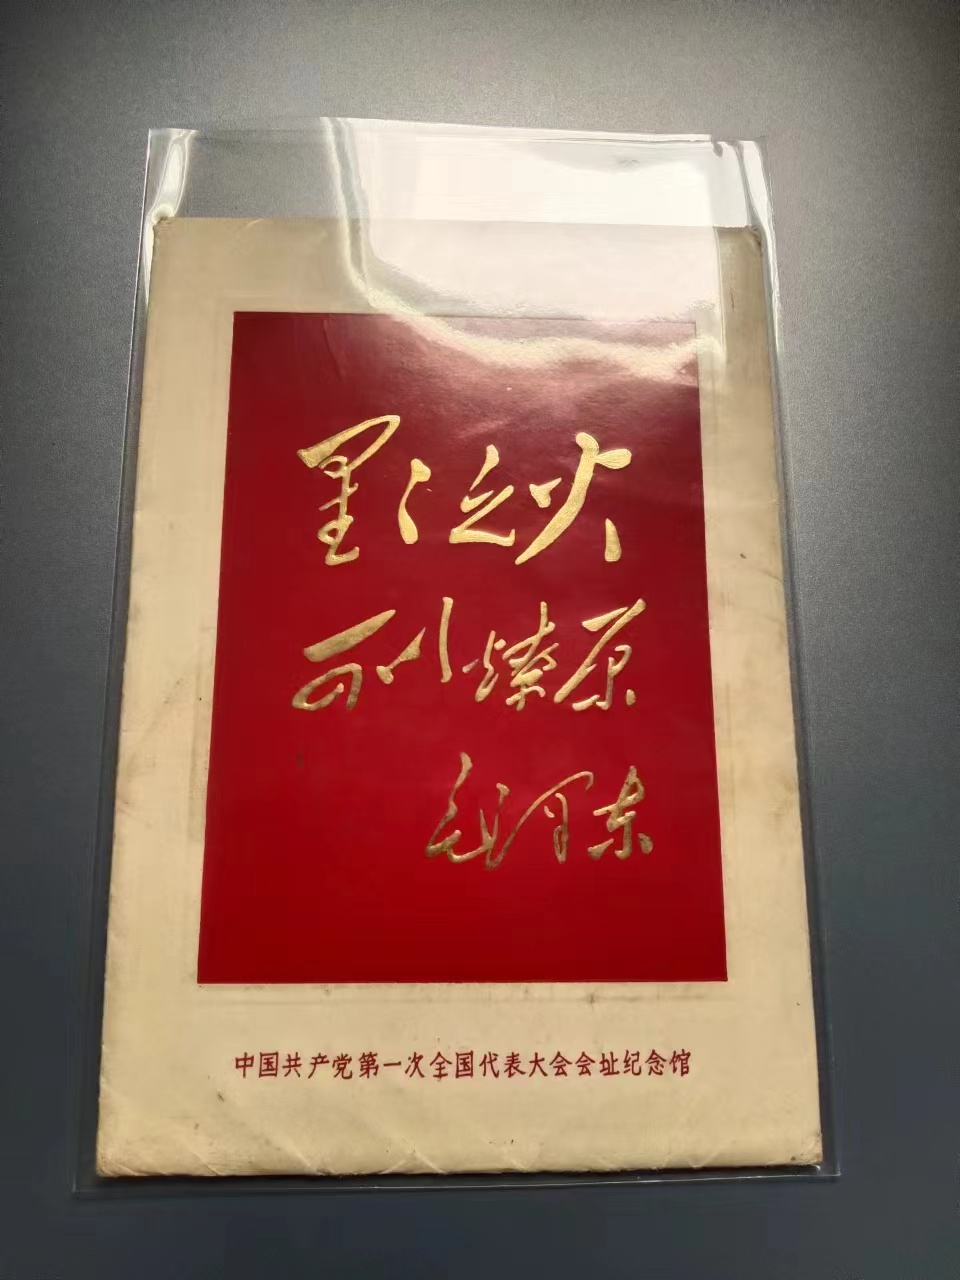 星星之火
可以燎原
毛泽东
中国共产党第一次全国代表大会会址纪念馆